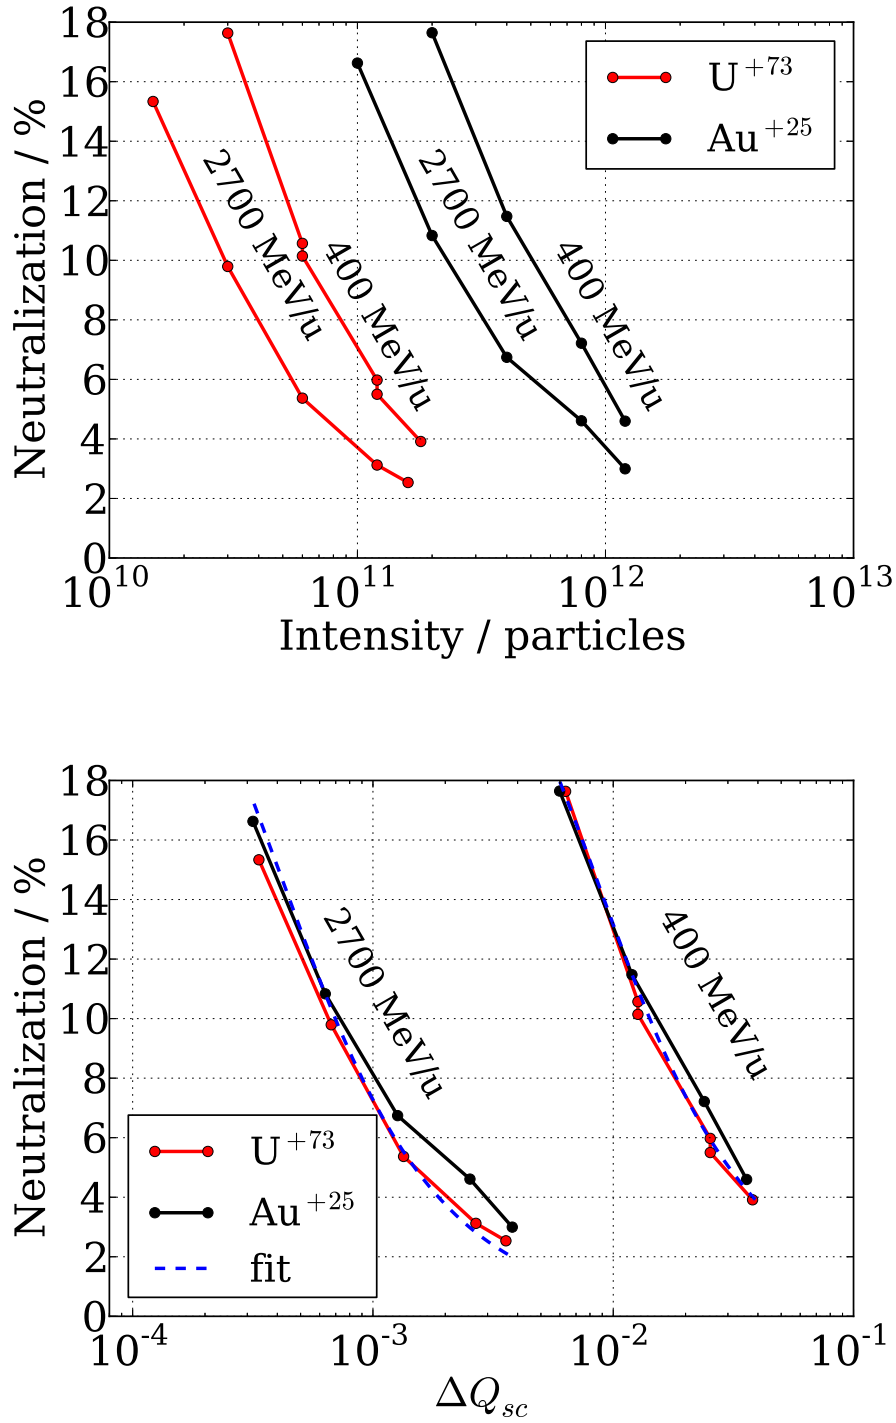 18
16
14
12
10
8
6
4
2
0
Neutralization / %
U+73
Au+25
2700 MeV/u
400 MeV/u
2700 MeV/u
400 MeV/u
10^10
10^11
10^12
10^13
Intensity / particles
18
16
14
12
10
8
6
4
2
0
Neutralization / %
2700 MeV/u
400 MeV/u
U+73
Au+25
fit
10^-4
10^-3
10^-2
10^-1
ΔQsc